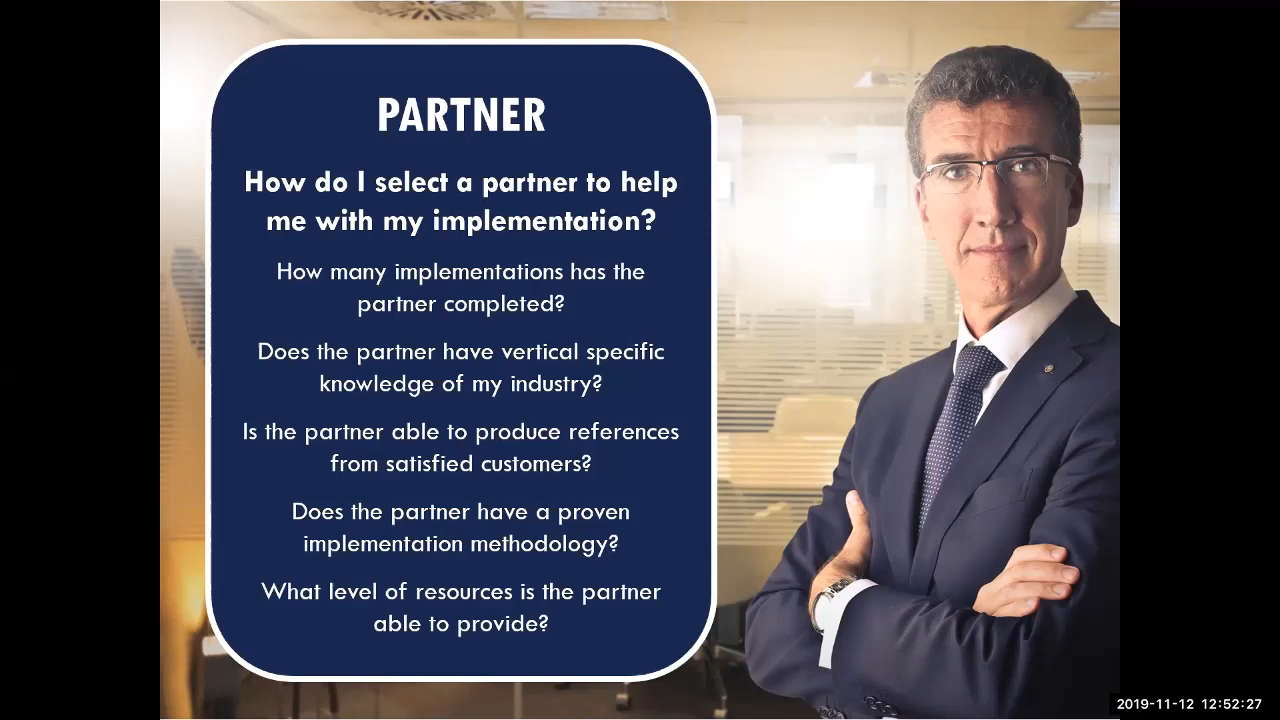 PARTNER
How do I select a partner to help
me with my implementation?
How many implementations has the
partner completed?
Does the partner have vertical specific
knowledge of my industry?
Is the partner able to produce references
from satisfied customers?
Does the partner have a proven
implementation methodology?
What level of resources is the partner
able to provide?
2019-11-12 12:52:27